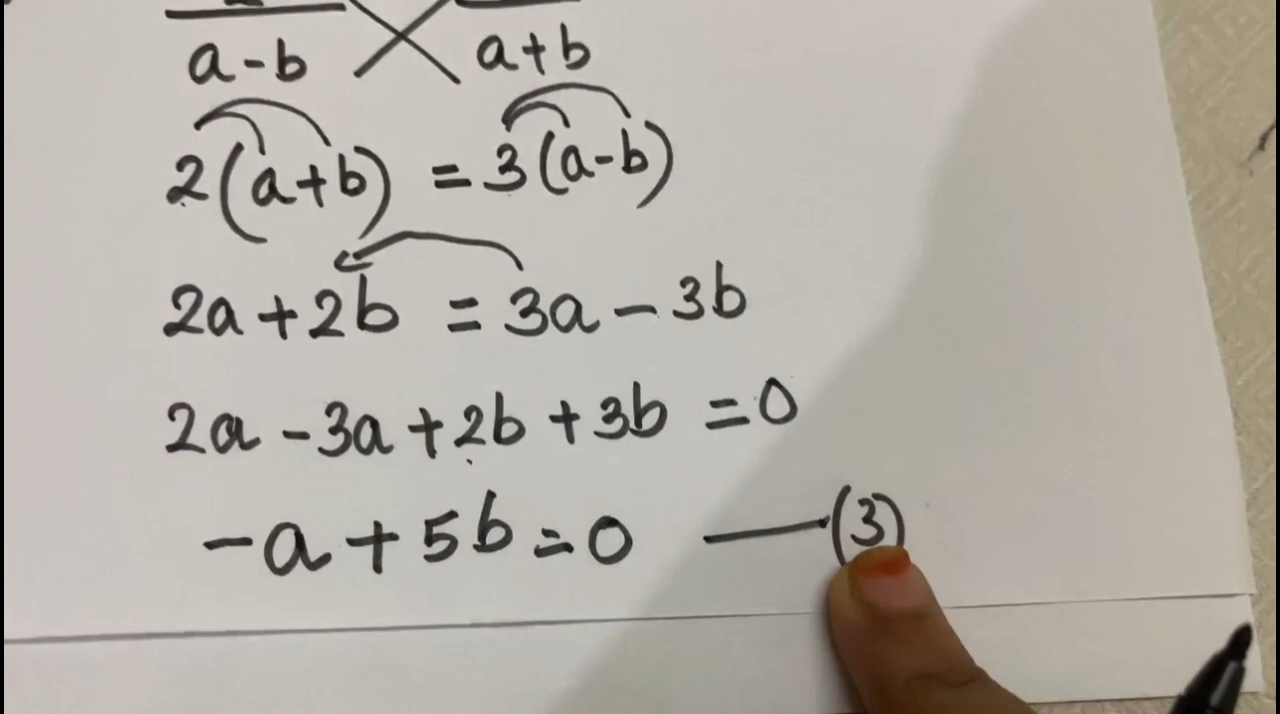 a-b a+b
2(a+b) = 3(a-b)
2a+2b = 3a-3b
2a-3a+2b+3b=0
-a+5b=0 —(3)